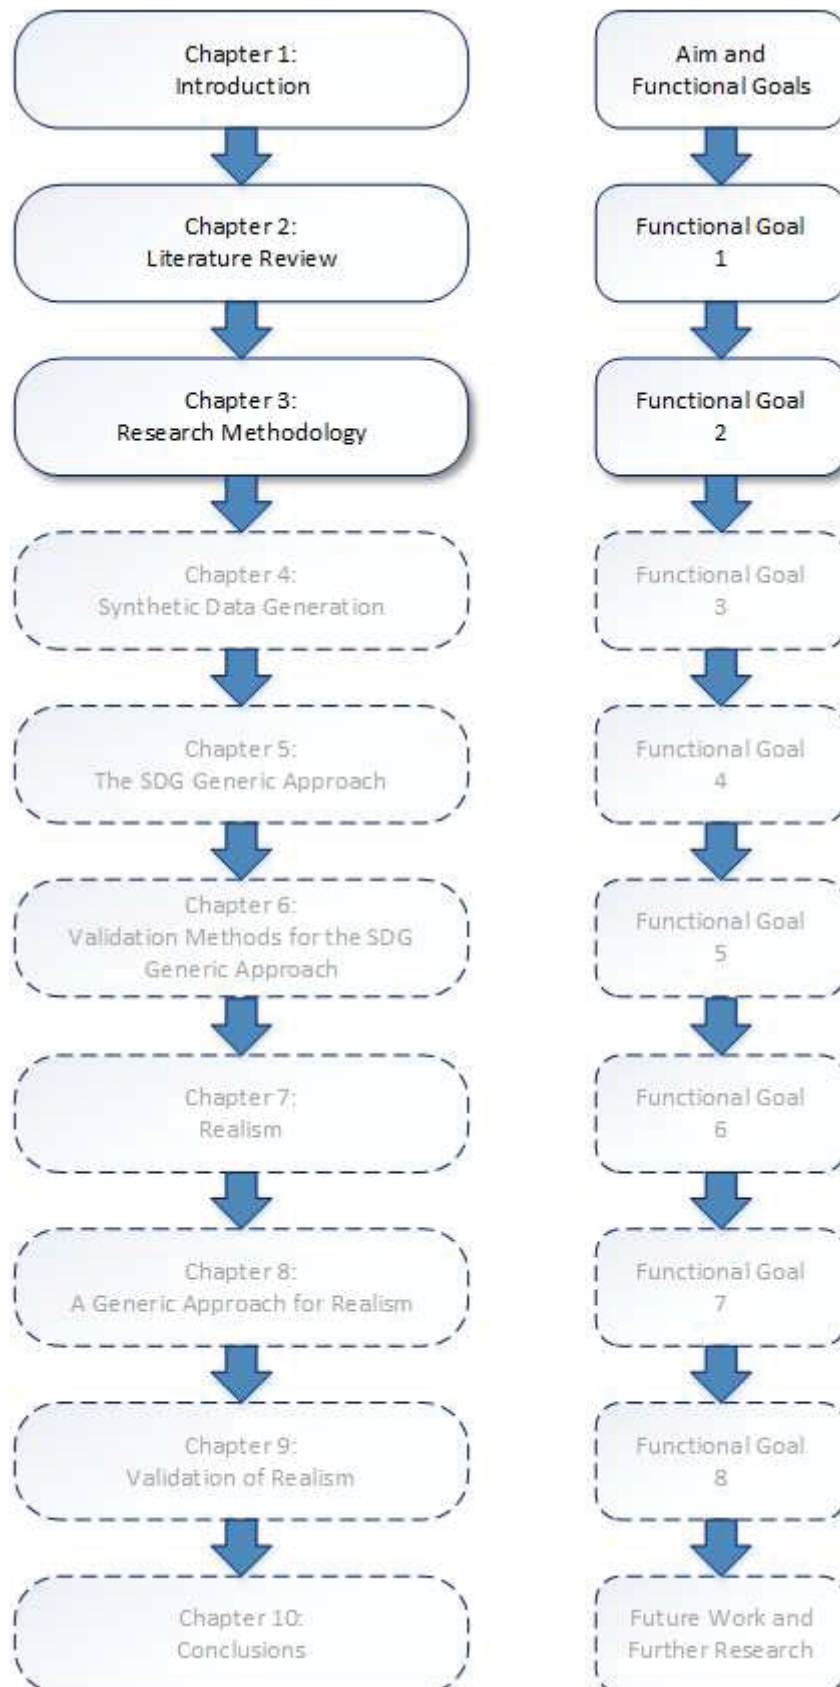 Chapter 1:
Introduction
Aim and
Functional Goals
Chapter 2:
Literature Review
Functional Goal
1
Chapter 3:
Research Methodology
Functional Goal
2
Chapter 4:
Synthetic Data Generation
Functional Goal
3
Chapter 5:
The SDG Generic Approach
Functional Goal
4
Chapter 6:
Validation Methods for the SDG
Generic Approach
Functional Goal
5
Chapter 7:
Realism
Functional Goal
6
Chapter 8:
A Generic Approach for Realism
Functional Goal
7
Chapter 9:
Validation of Realism
Functional Goal
8
Chapter 10:
Conclusions
Future Work and
Further Research